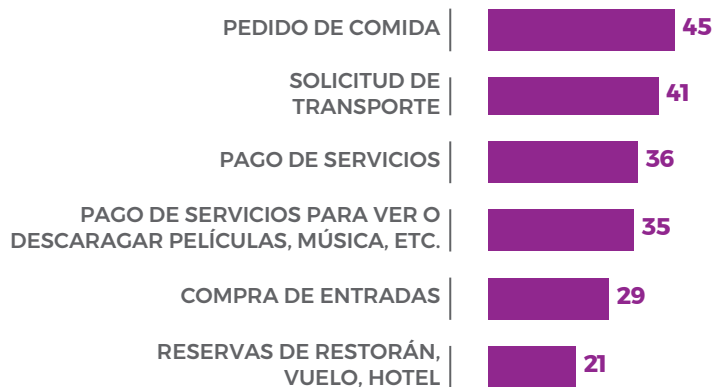 PEDIDO DE COMIDA 45
SOLICITUD DE
TRANSPORTE 41
PAGO DE SERVICIOS 36
PAGO DE SERVICIOS PARA VER O
DESCARAGAR PELÍCULAS, MÚSICA, ETC. 35
COMPRA DE ENTRADAS 29
RESERVAS DE RESTORÁN,
VUELO, HOTEL 21